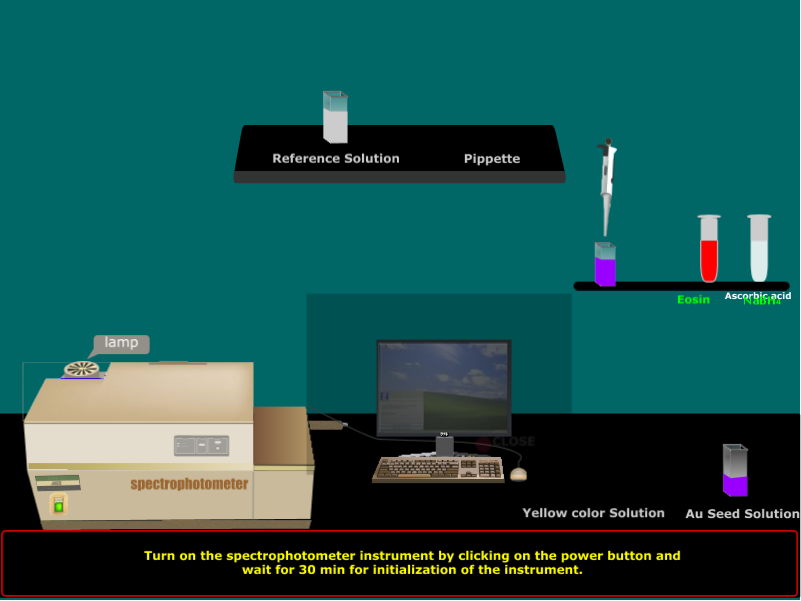 Reference Solution
Pippette
Ascorbic acid
Eosin
NaBH4
lamp
CLOSE
spectrophotometer
Yellow color Solution
Au Seed Solution
Turn on the spectrophotometer instrument by clicking on the power button and
wait for 30 min for initialization of the instrument.